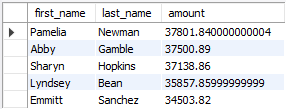 first_name last_name amount
Pamelia Newman 37801.840000000004
Abby Gamble 37500.89
Sharyn Hopkins 37138.86
Lyndsey Bean 35857.85999999999
Emmitt Sanchez 34503.82